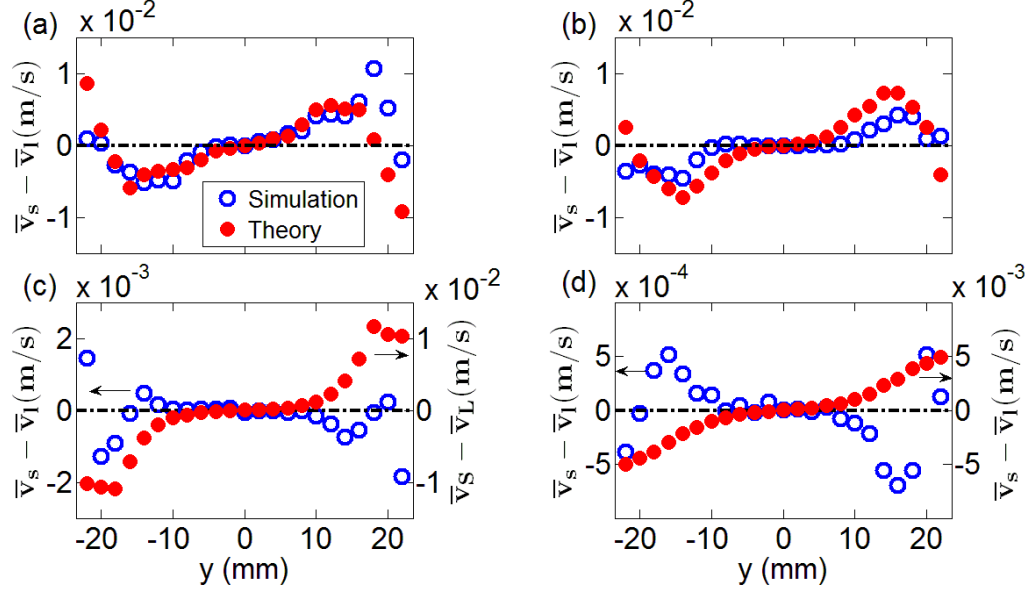 (a) x 10⁻² (b) x 10⁻²
v̅ₛ − v̅ₗ(m/s) 1 0 -1
Simulation
Theory
v̅ₛ − v̅ₗ(m/s) 1 0 -1
(c) x 10⁻³ x 10⁻² (d) x 10⁻⁴ x 10⁻³
v̅ₛ − v̅ₗ(m/s) 2 0 -2
1 0 -1 v̅_S − v̅_L(m/s)
v̅ₛ − v̅ₗ(m/s) 5 0 -5
5 0 -5 v̅ₛ − v̅ₗ(m/s)
-20 -10 0 10 20 -20 -10 0 10 20
y (mm) y (mm)